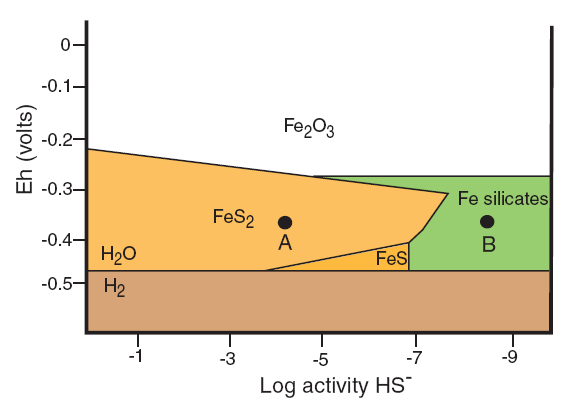 0
-0.1
-0.2
-0.3
-0.4
-0.5
Eh (volts)
Fe₂O₃
FeS₂
Fe silicates
A
B
FeS
H₂O
H₂
-1
-3
-5
-7
-9
Log activity HS⁻